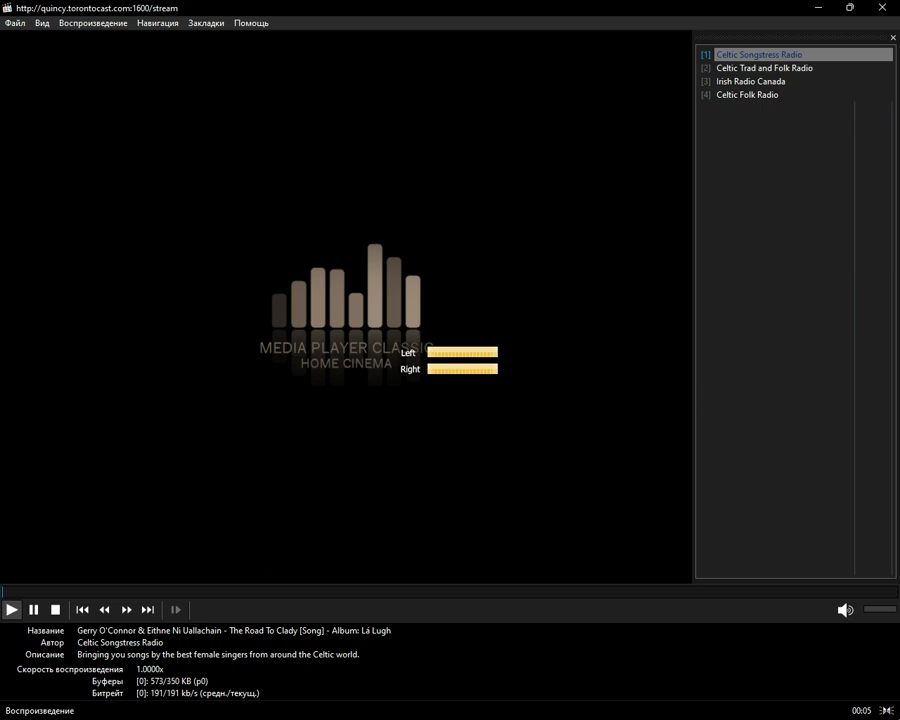 http://quincy.torontocast.com:1600/stream
Файл Вид Воспроизведение Навигация Закладки Помощь
[1] Celtic Songstress Radio
[2] Celtic Trad and Folk Radio
[3] Irish Radio Canada
[4] Celtic Folk Radio
MEDIA PLAYER CLASSIC
HOME CINEMA
Left
Right
Название Gerry O'Connor & Eithne Ni Uallachain - The Road To Clady [Song] - Album: Lá Lugh
Автор Celtic Songstress Radio
Описание Bringing you songs by the best female singers from around the Celtic world.
Скорость воспроизведения 1.0000x
Буферы [0]: 573/350 KB (p0)
Битрейт [0]: 191/191 kb/s (средн./текущ.)
Воспроизведение 00:05